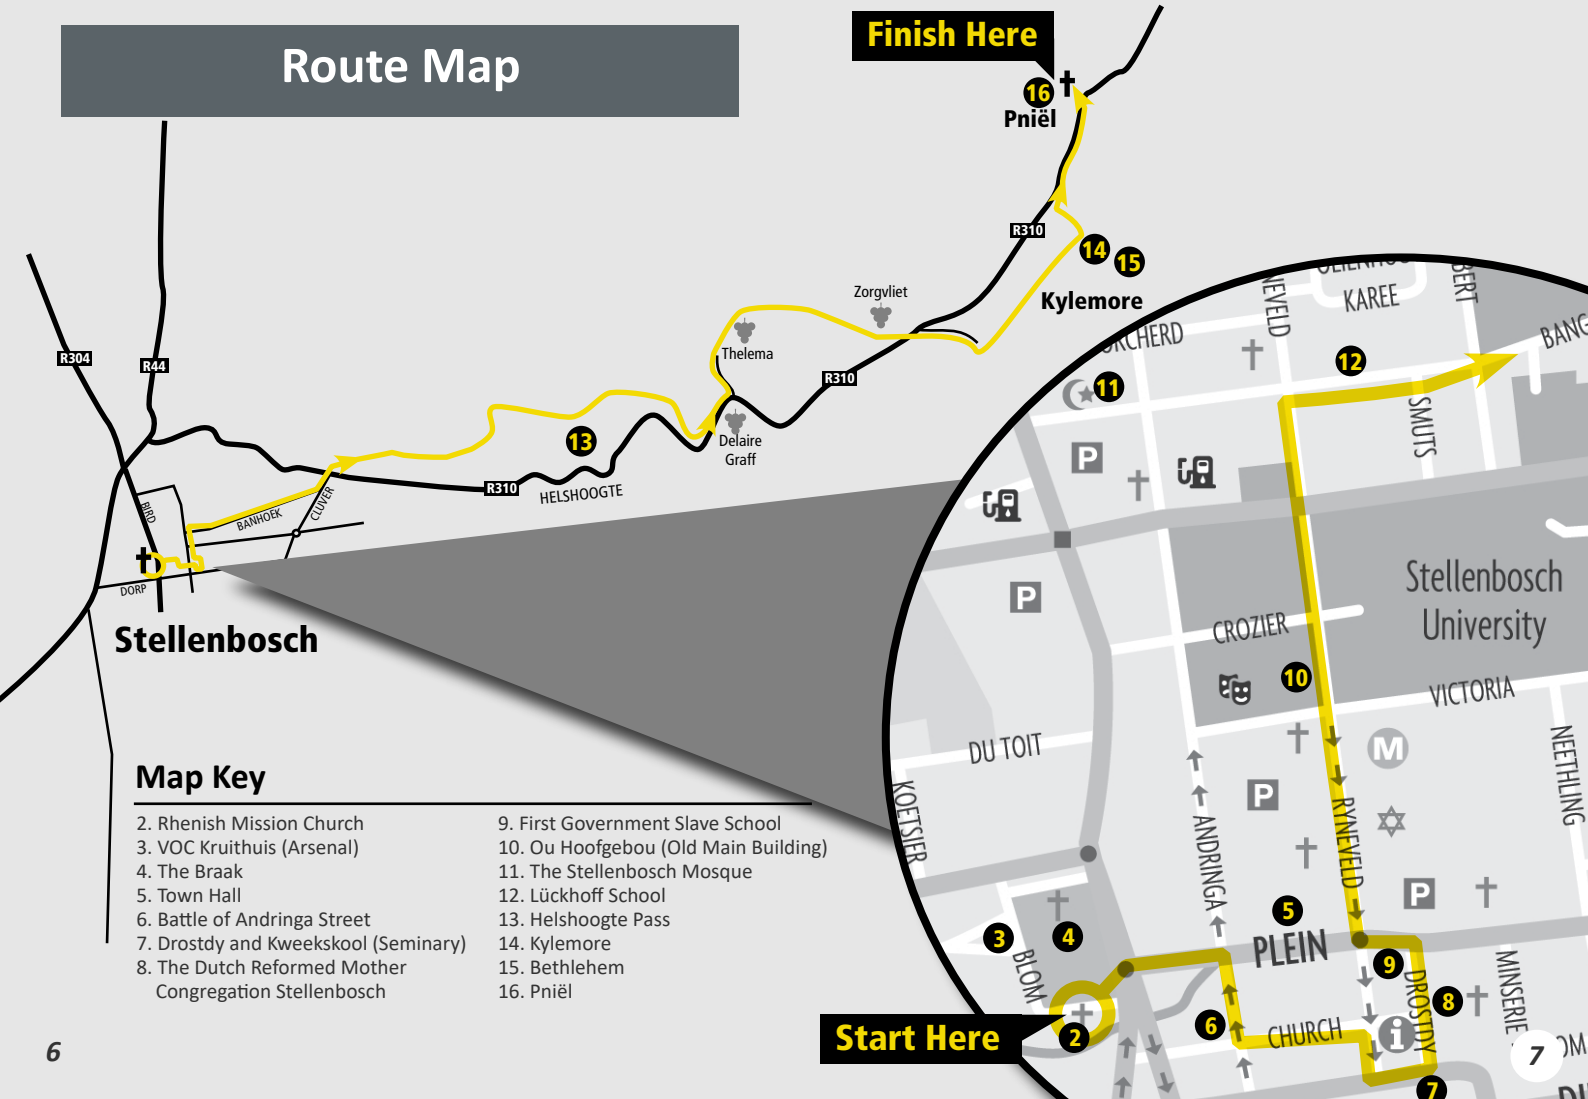 Route Map
Finish Here
16
Pniël
R310
14
15
Kylemore
Zorgvliet
Thelema
R310
Delaire
Graff
13
R304
R44
R310
HELSHOOGTE
BIRD
BANHOEK
CLUVER
DORP
Stellenbosch
Map Key
2. Rhenish Mission Church
3. VOC Kruithuis (Arsenal)
4. The Braak
5. Town Hall
6. Battle of Andringa Street
7. Drostdy and Kweekskool (Seminary)
8. The Dutch Reformed Mother
Congregation Stellenbosch
9. First Government Slave School
10. Ou Hoofgebou (Old Main Building)
11. The Stellenbosch Mosque
12. Lückhoff School
13. Helshoogte Pass
14. Kylemore
15. Bethlehem
16. Pniël
6
KAREE
NEVELD
BERT
BANG
RCHERD
12
11
SMUTS
P
P
Stellenbosch
University
CROZIER
10
VICTORIA
M
DU TOIT
NEETHLING
KOETSIER
P
ANDRINGA
RYNEVELD
P
5
PLEIN
3
4
BLOM
9
DROSTDY
8
MINSERIE
Start Here
2
6
CHURCH
i
7
OM
7